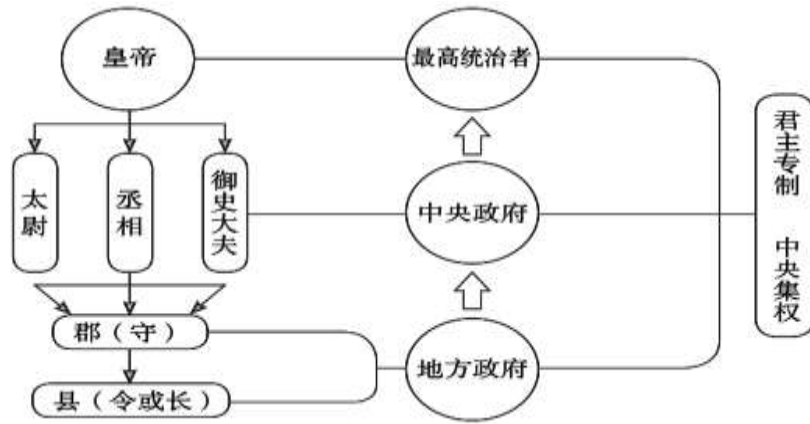 皇帝
最高统治者
太尉
丞相
御史大夫
中央政府
君主专制 中央集权
郡（守）
地方政府
县（令或长）